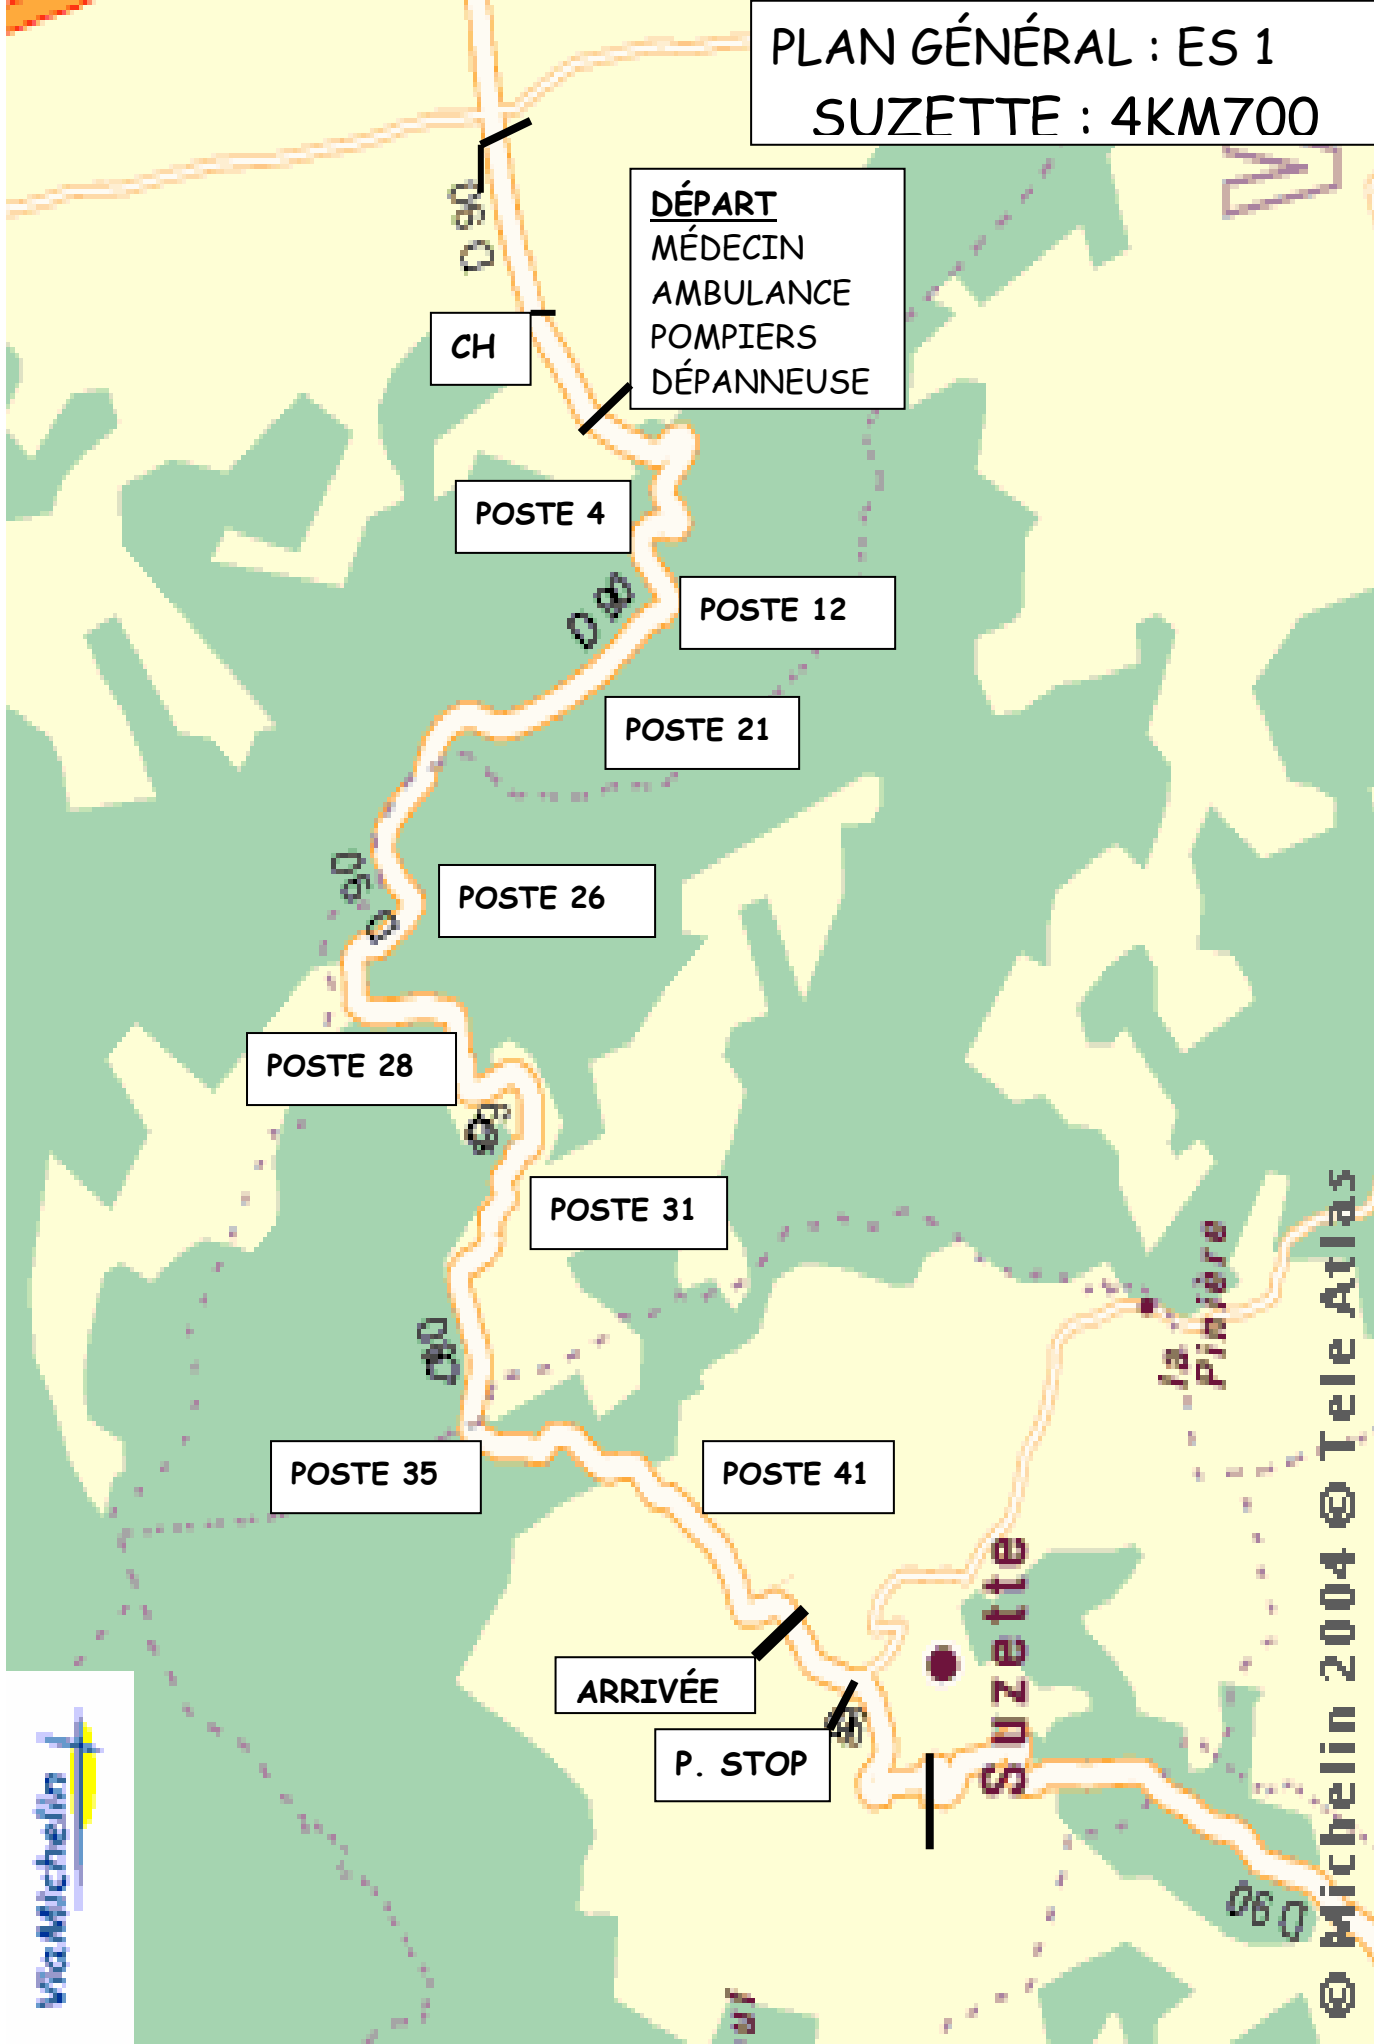 PLAN GÉNÉRAL : ES 1
SUZETTE : 4KM700
DÉPART
MÉDECIN
AMBULANCE
POMPIERS
DÉPANNEUSE
D 90
CH
POSTE 4
D 90
POSTE 12
POSTE 21
D 90
POSTE 26
POSTE 28
POSTE 31
la
Pinière
POSTE 35
POSTE 41
Suzette
ARRIVÉE
P. STOP
D 90
ViaMichelin
© Michelin 2004 © Tele Atlas